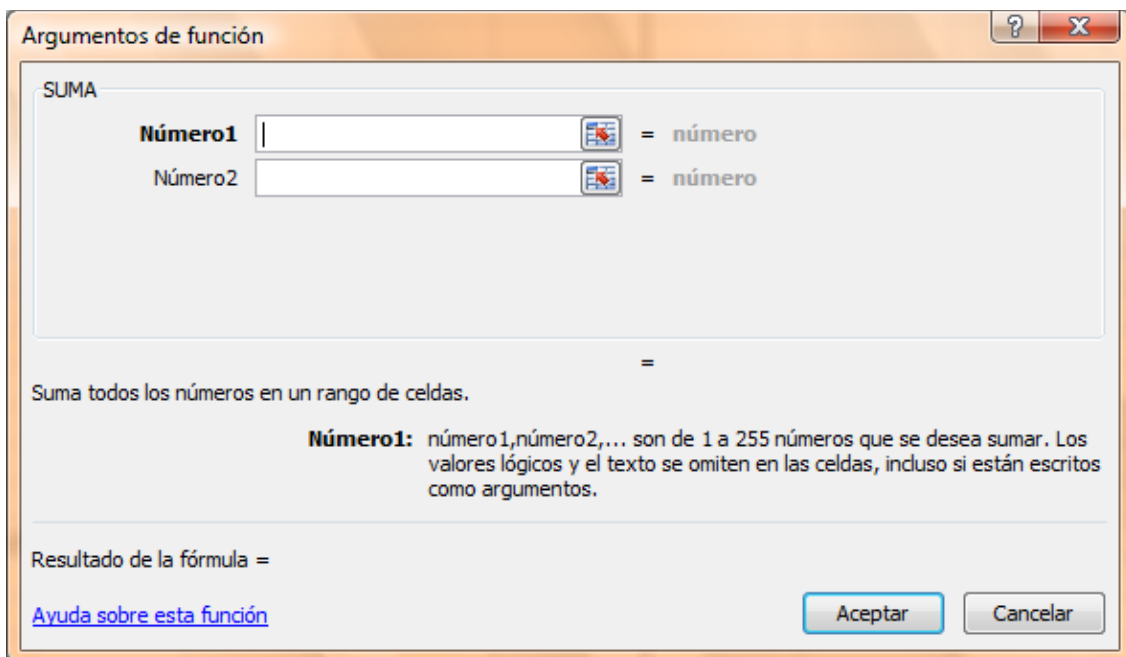 Argumentos de función
SUMA
Número1 = número
Número2 = número
=
Suma todos los números en un rango de celdas.
Número1: número1,número2,... son de 1 a 255 números que se desea sumar. Los
valores lógicos y el texto se omiten en las celdas, incluso si están escritos
como argumentos.
Resultado de la fórmula =
Ayuda sobre esta función
Aceptar
Cancelar